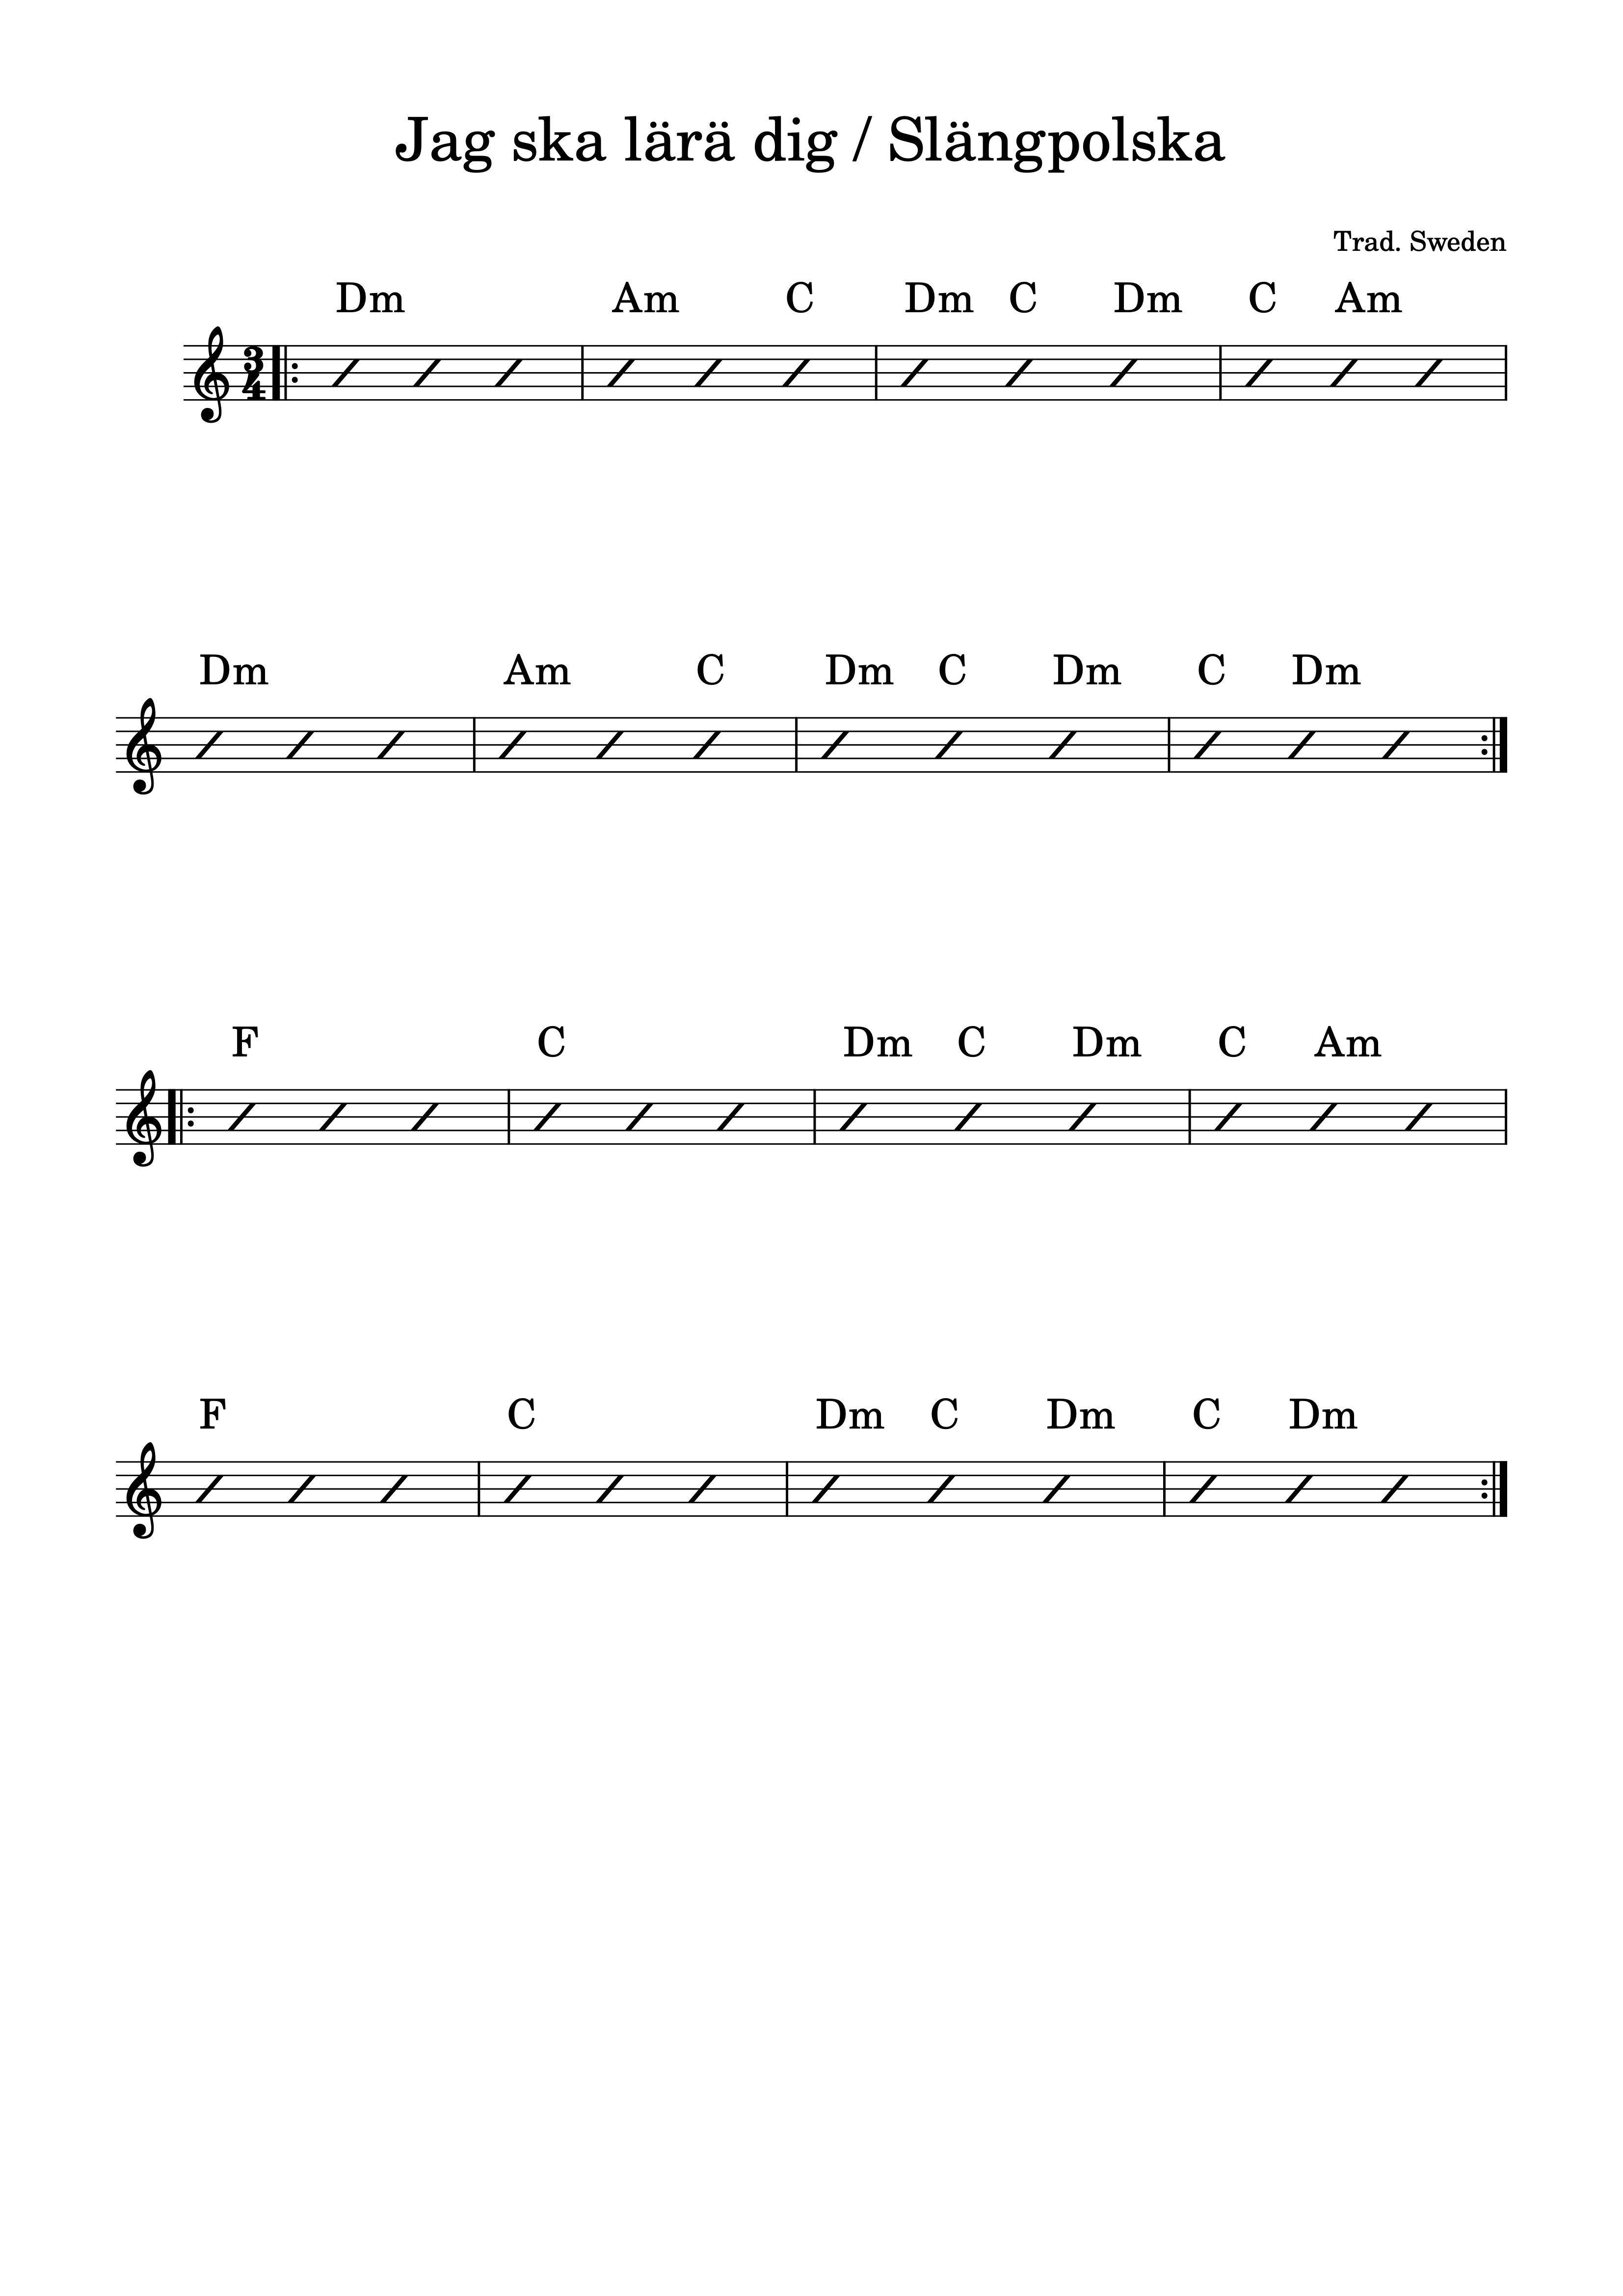 Jag ska lärä dig / Slängpolska
Trad. Sweden
Dm Am C Dm C Dm C Am
3
4
Dm Am C Dm C Dm C Dm
F C Dm C Dm C Am
F C Dm C Dm C Dm